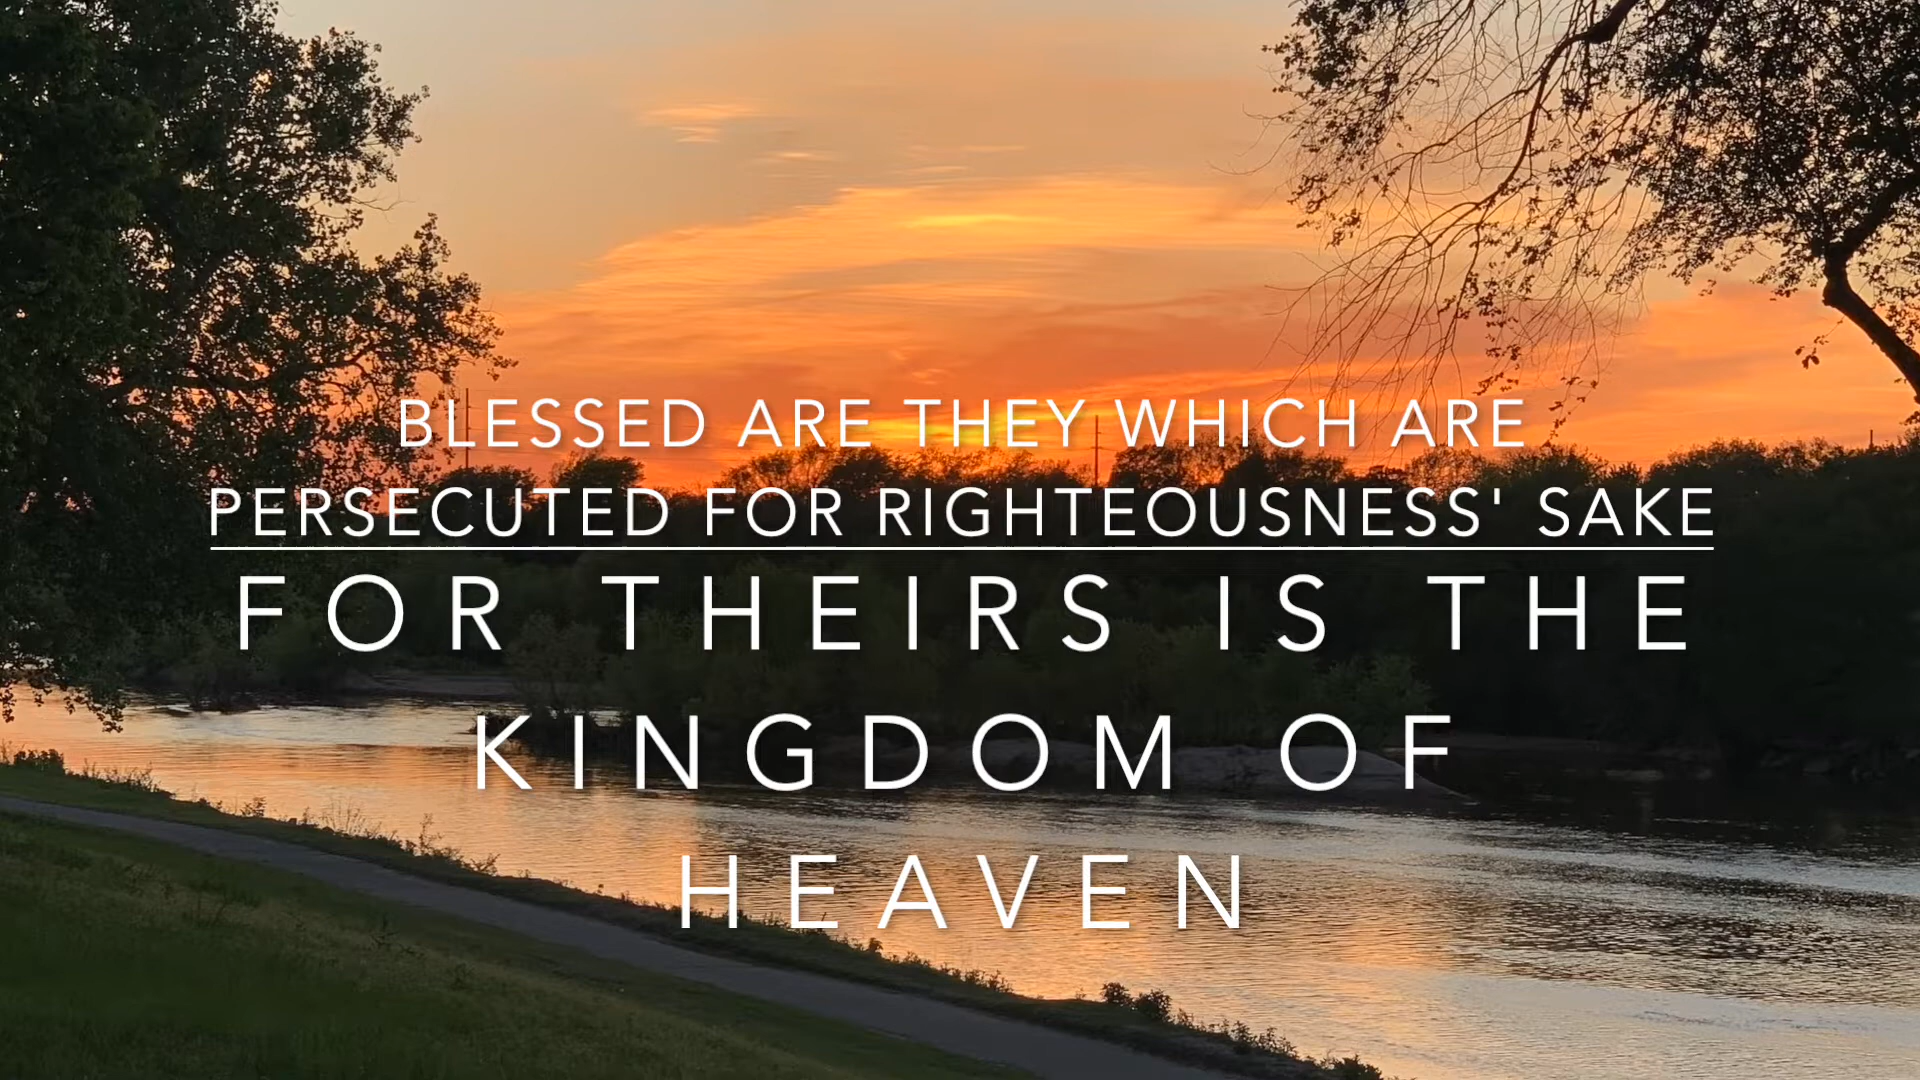 BLESSED ARE THEY WHICH ARE
PERSECUTED FOR RIGHTEOUSNESS' SAKE
FOR THEIRS IS THE
KINGDOM OF
HEAVEN